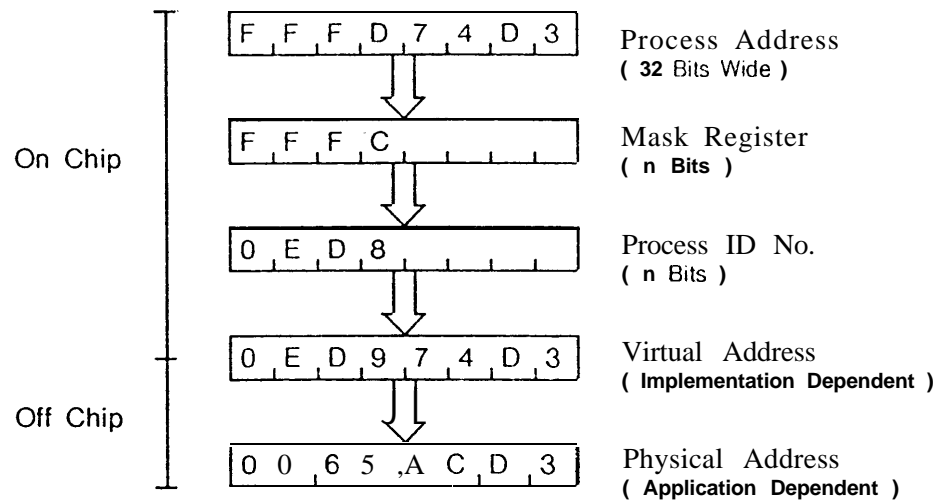 F F F D 7 4 D 3
Process Address
( 32 Bits Wide )
On Chip
F F F C
Mask Register
( n Bits )
0 E D 8
Process ID No.
( n Bits )
0 E D 9 7 4 D 3
Virtual Address
( Implementation Dependent )
Off Chip
0 0 6 5 ,A C D 3
Physical Address
( Application Dependent )